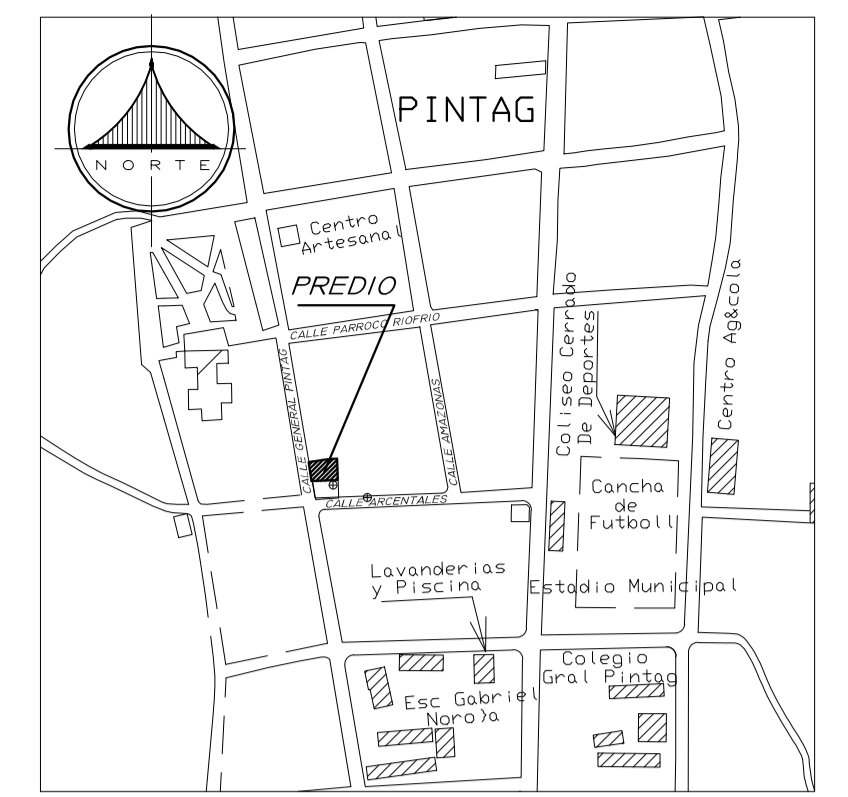 PINTAG
NORTE
Centro
Artesanal
PREDIO
CALLE PARROCO RIOFRIO
CALLE GENERAL PINTAG
CALLE AMAZONAS
CALLE ARCENTALES
Coliseo Cerrado
De Deportes
Centro Ag&cola
Cancha
de
Futboll
Estadio Municipal
Lavanderias
y Piscina
Colegio
Gral Pintag
Esc Gabriel
Noro}a